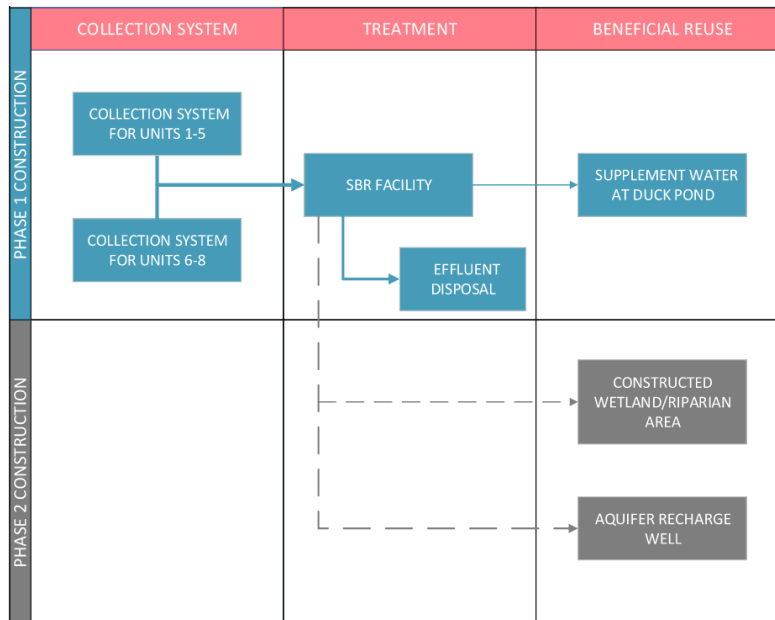 COLLECTION SYSTEM
TREATMENT
BENEFICIAL REUSE
PHASE 1 CONSTRUCTION
COLLECTION SYSTEM
FOR UNITS 1-5
SBR FACILITY
SUPPLEMENT WATER
AT DUCK POND
COLLECTION SYSTEM
FOR UNITS 6-8
EFFLUENT
DISPOSAL
PHASE 2 CONSTRUCTION
CONSTRUCTED
WETLAND/RIPARIAN
AREA
AQUIFER RECHARGE
WELL